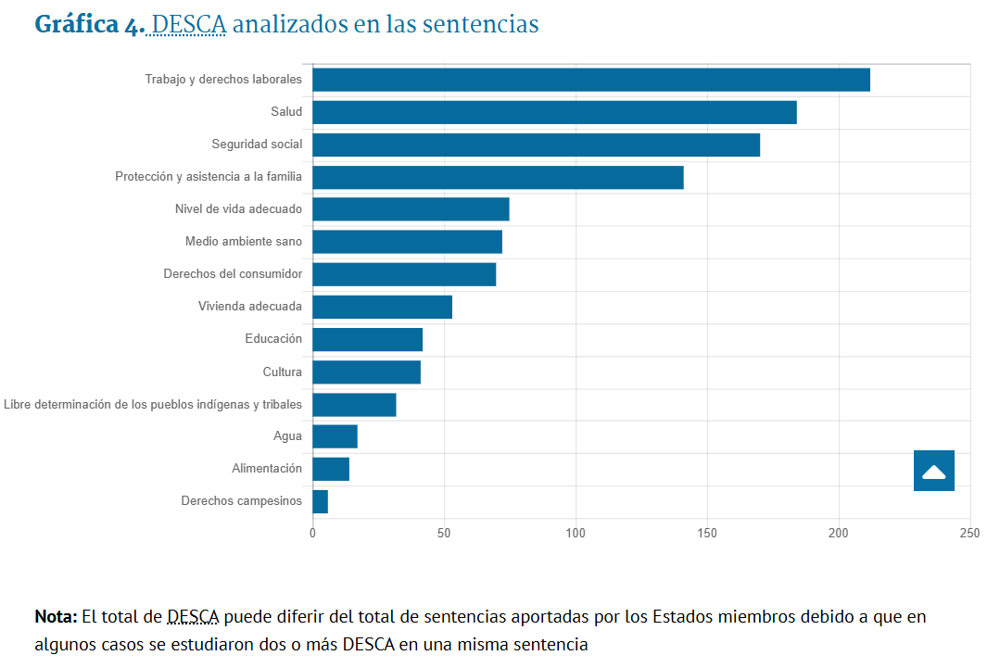 Gráfica 4. DESCA analizados en las sentencias
Trabajo y derechos laborales
Salud
Seguridad social
Protección y asistencia a la familia
Nivel de vida adecuado
Medio ambiente sano
Derechos del consumidor
Vivienda adecuada
Educación
Cultura
Libre determinación de los pueblos indígenas y tribales
Agua
Alimentación
Derechos campesinos
0 50 100 150 200 250
Nota: El total de DESCA puede diferir del total de sentencias aportadas por los Estados miembros debido a que en
algunos casos se estudiaron dos o más DESCA en una misma sentencia